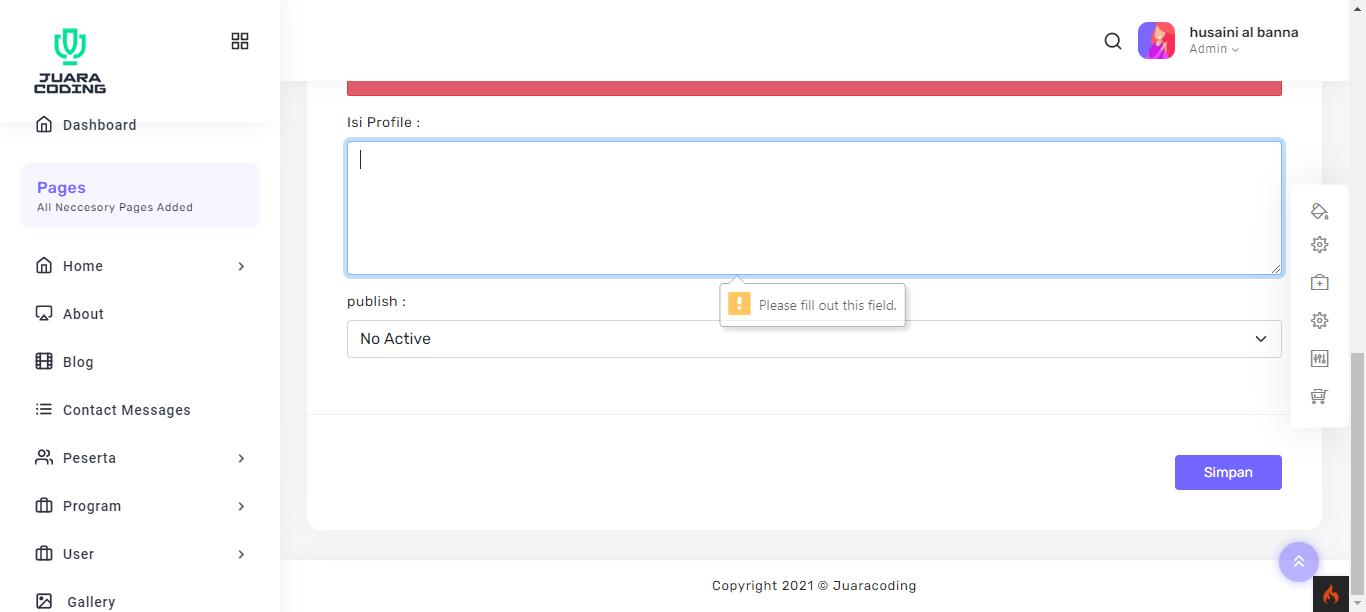 JUARA
CODING
husaini al banna
Admin
Dashboard
Pages
All Neccesory Pages Added
Home
About
Blog
Contact Messages
Peserta
Program
User
Gallery
Isi Profile :
Please fill out this field.
publish :
No Active
Simpan
Copyright 2021 © Juaracoding